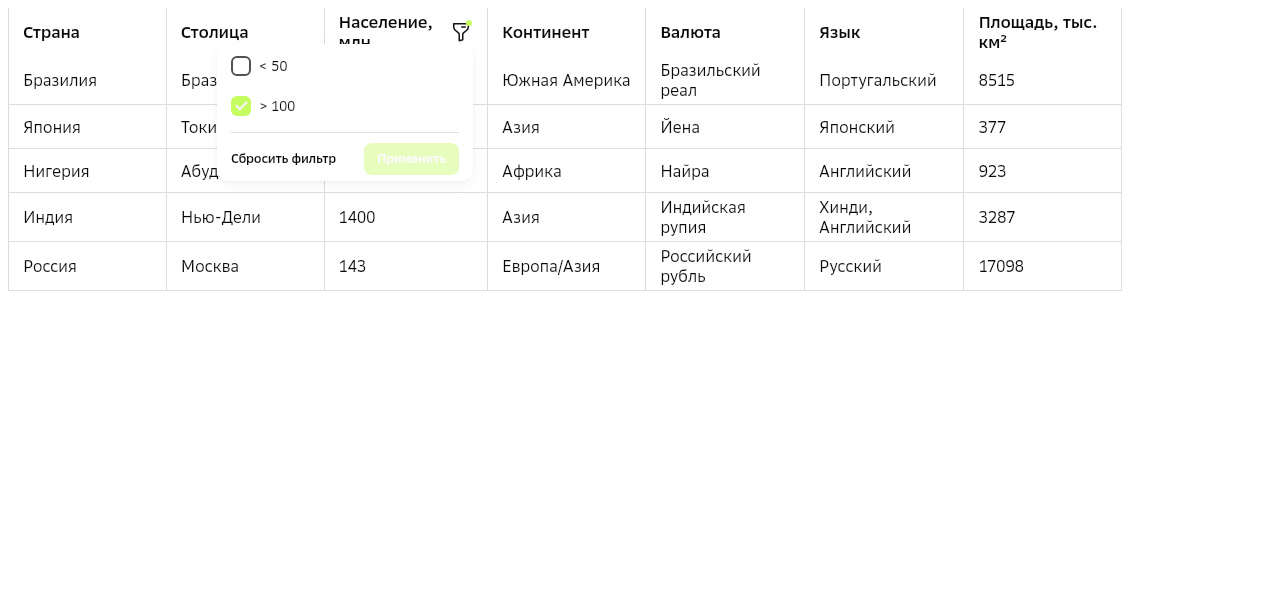 Страна Столица Население, млн Континент Валюта Язык Площадь, тыс. км²
< 50
> 100
Сбросить фильтр Применить
Бразилия Браз Южная Америка Бразильский реал Португальский 8515
Япония Токи Азия Йена Японский 377
Нигерия Абуд Африка Найра Английский 923
Индия Нью-Дели 1400 Азия Индийская рупия Хинди, Английский 3287
Россия Москва 143 Европа/Азия Российский рубль Русский 17098